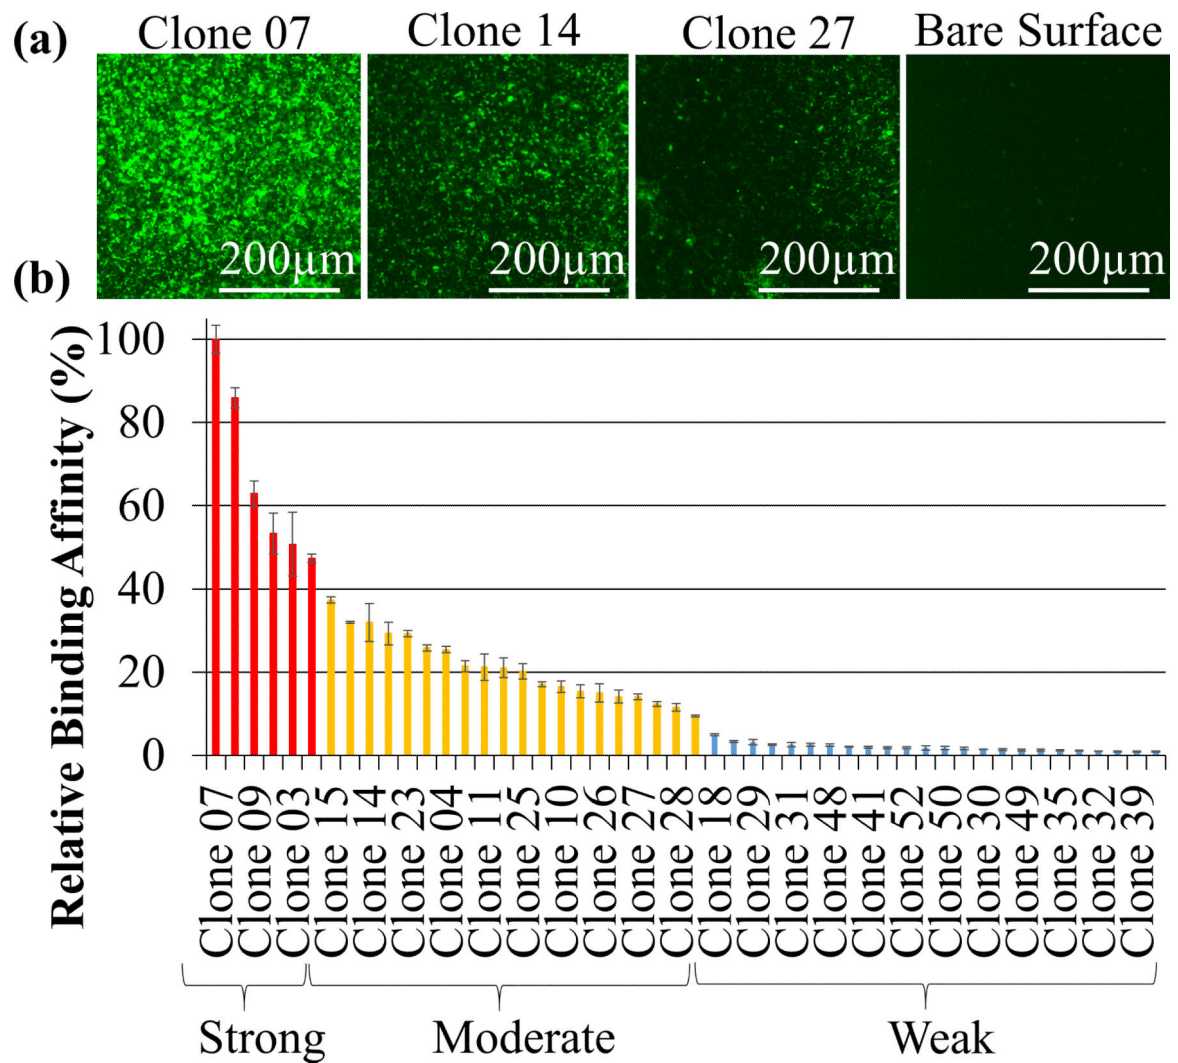 (a)
Clone 07
Clone 14
Clone 27
Bare Surface
200µm
200µm
200µm
200µm
(b)
Relative Binding Affinity (%)
100
80
60
40
20
0
Clone 07
Clone 09
Clone 03
Clone 15
Clone 14
Clone 23
Clone 04
Clone 11
Clone 25
Clone 10
Clone 26
Clone 27
Clone 28
Clone 18
Clone 29
Clone 31
Clone 48
Clone 41
Clone 52
Clone 50
Clone 30
Clone 49
Clone 35
Clone 32
Clone 39
Strong
Moderate
Weak